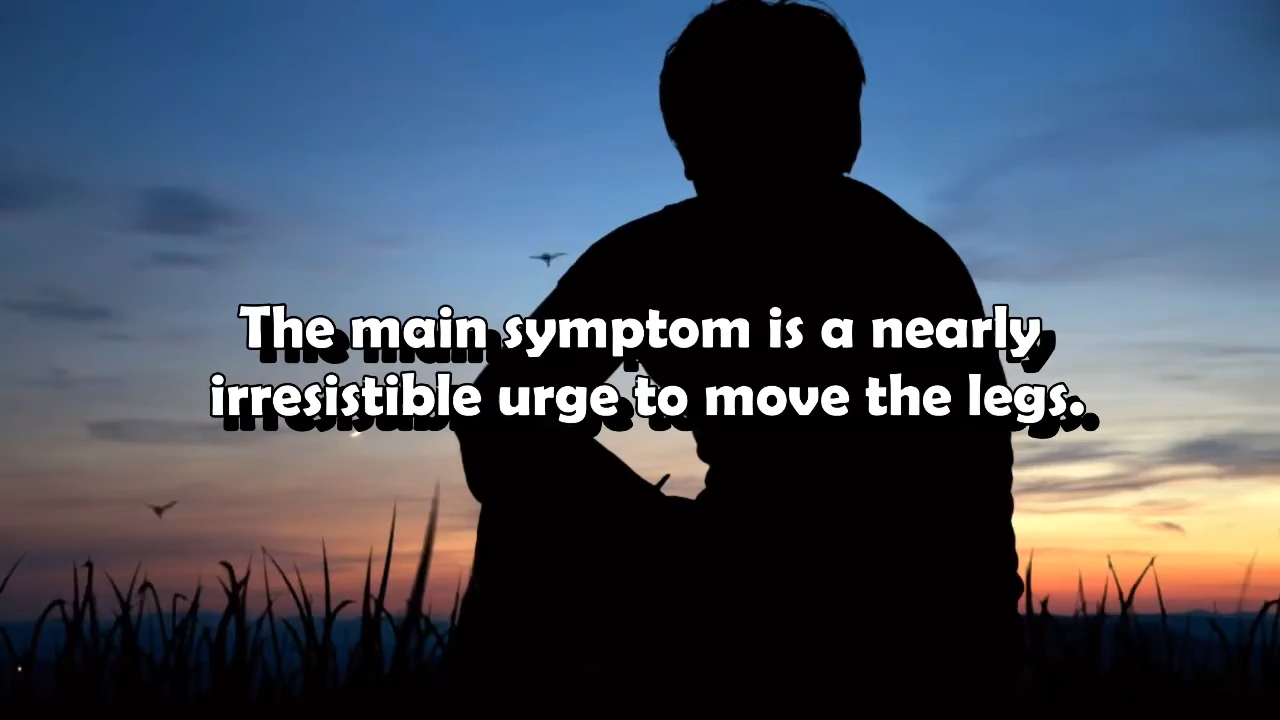 The main symptom is a nearly
irresistible urge to move the legs.